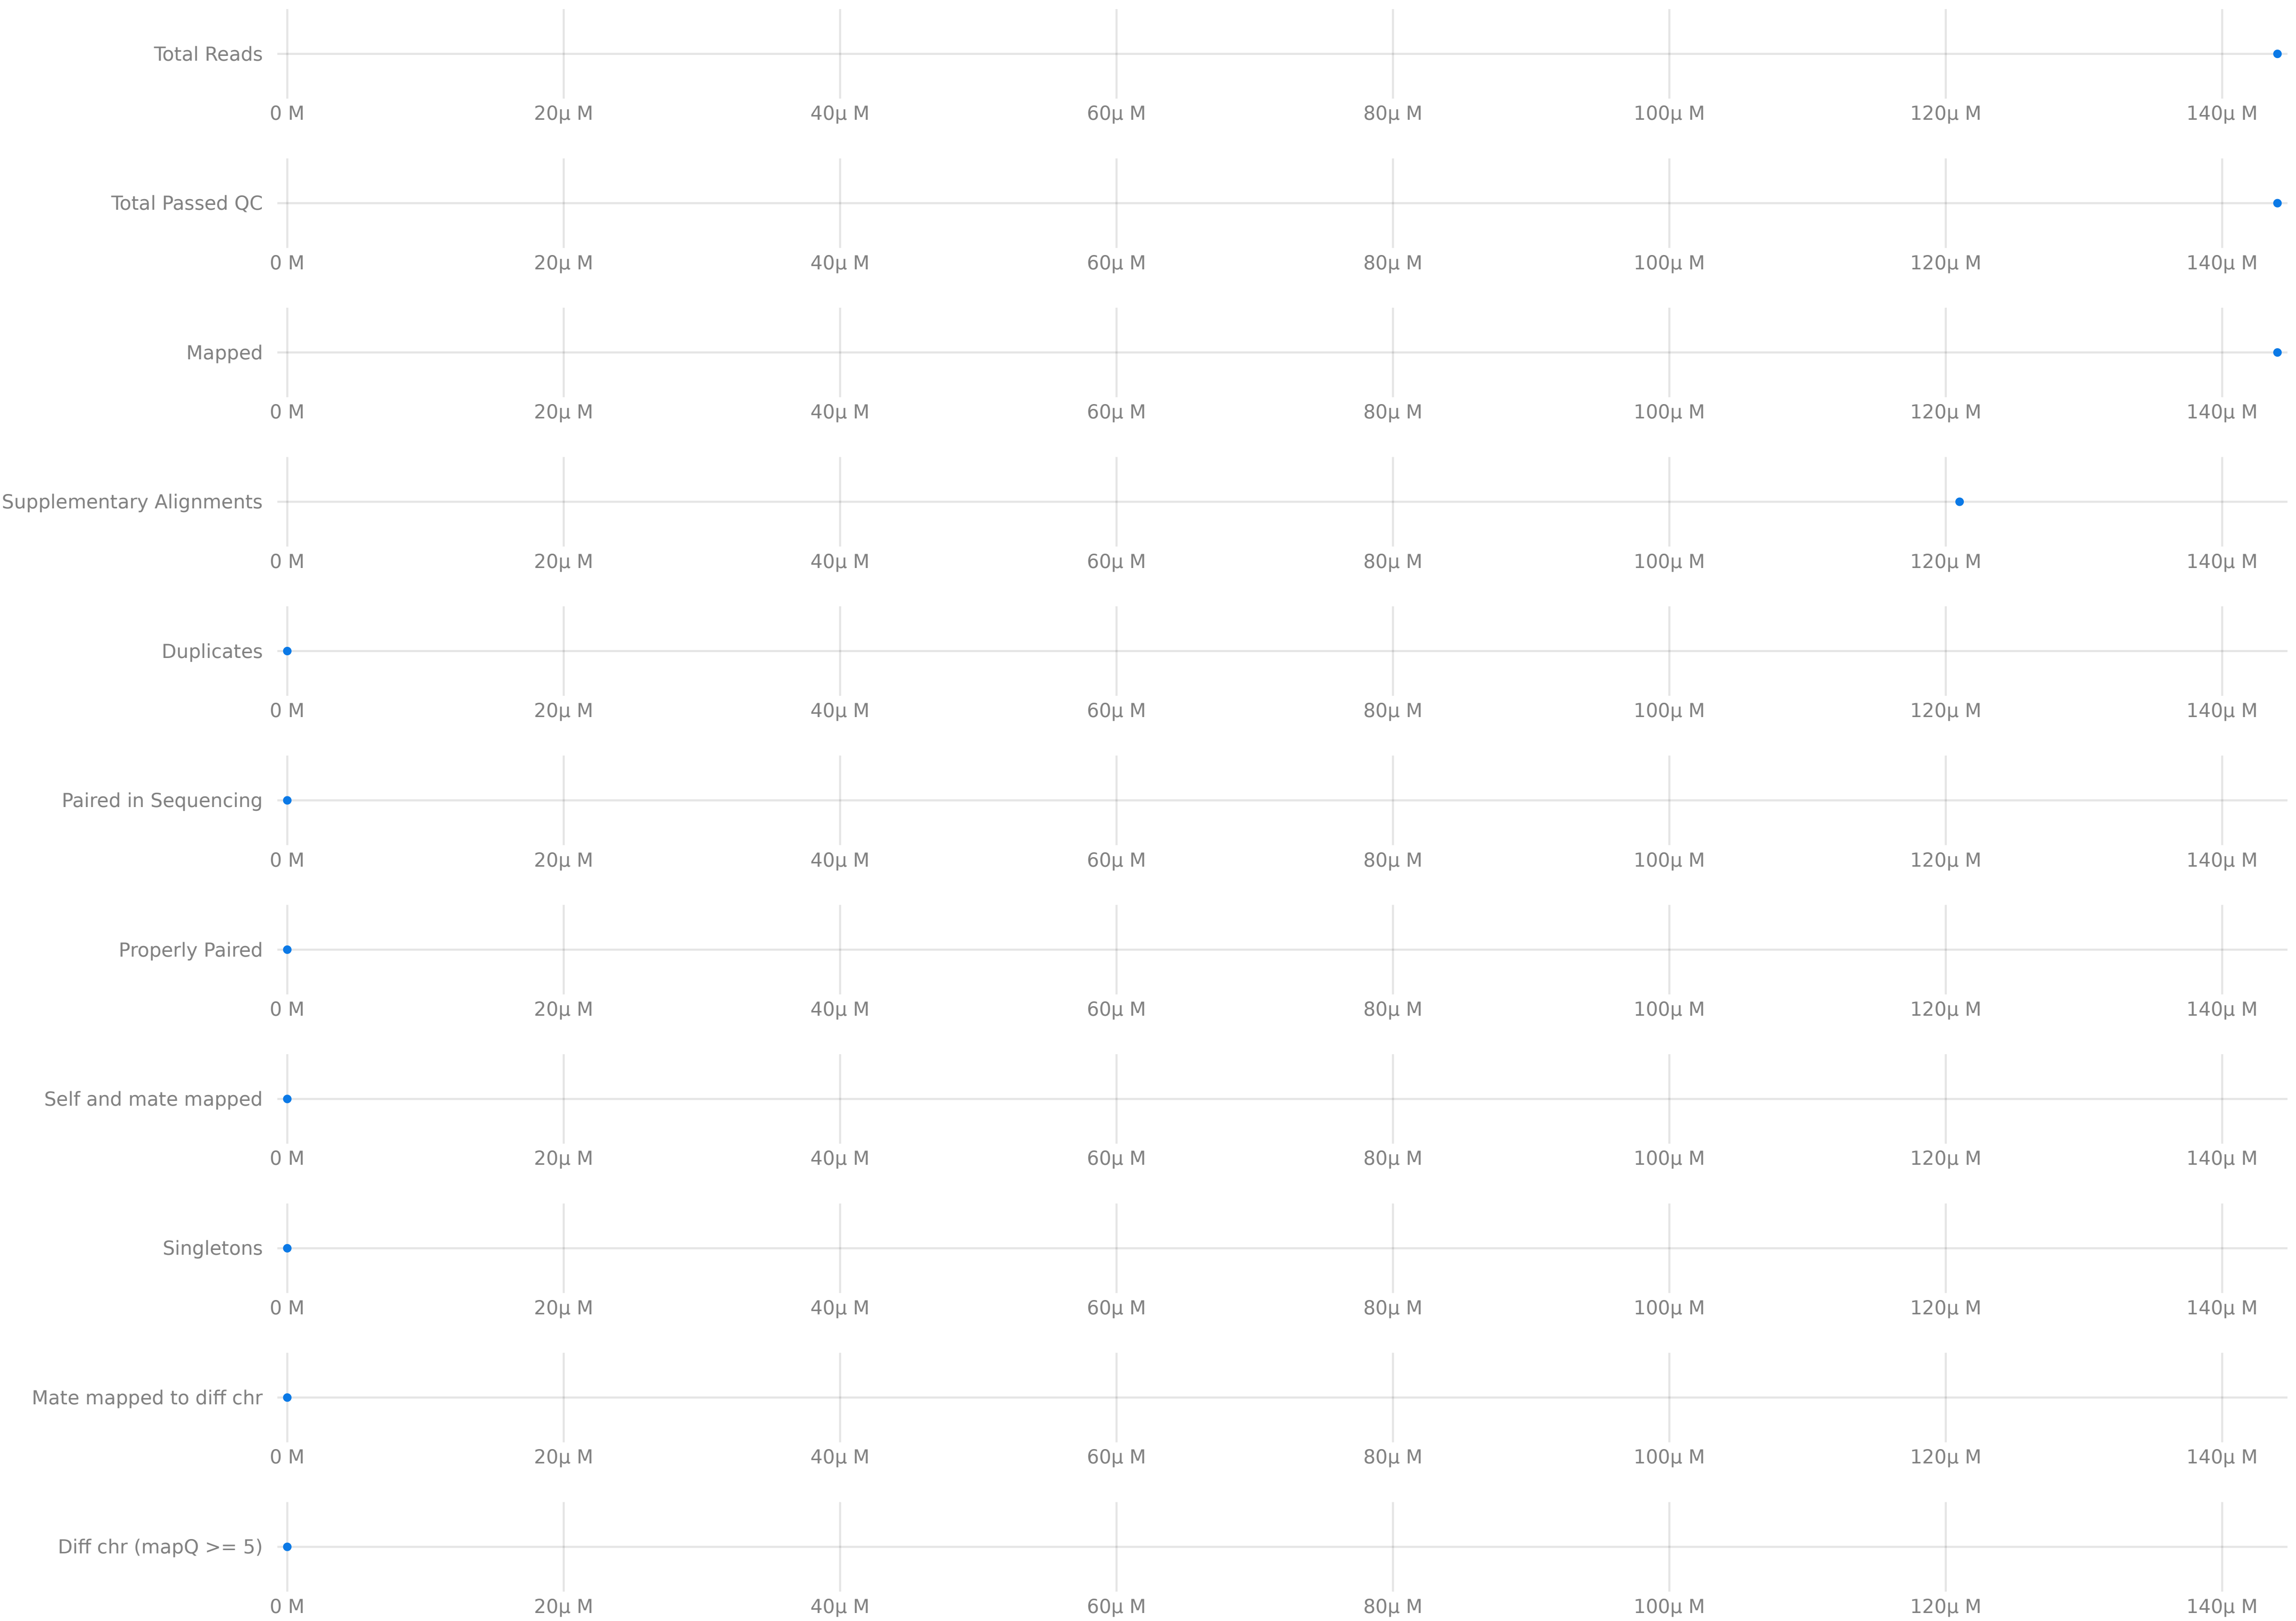 Total Reads
0 M 20μ M 40μ M 60μ M 80μ M 100μ M 120μ M 140μ M
Total Passed QC
0 M 20μ M 40μ M 60μ M 80μ M 100μ M 120μ M 140μ M
Mapped
0 M 20μ M 40μ M 60μ M 80μ M 100μ M 120μ M 140μ M
Supplementary Alignments
0 M 20μ M 40μ M 60μ M 80μ M 100μ M 120μ M 140μ M
Duplicates
0 M 20μ M 40μ M 60μ M 80μ M 100μ M 120μ M 140μ M
Paired in Sequencing
0 M 20μ M 40μ M 60μ M 80μ M 100μ M 120μ M 140μ M
Properly Paired
0 M 20μ M 40μ M 60μ M 80μ M 100μ M 120μ M 140μ M
Self and mate mapped
0 M 20μ M 40μ M 60μ M 80μ M 100μ M 120μ M 140μ M
Singletons
0 M 20μ M 40μ M 60μ M 80μ M 100μ M 120μ M 140μ M
Mate mapped to diff chr
0 M 20μ M 40μ M 60μ M 80μ M 100μ M 120μ M 140μ M
Diff chr (mapQ >= 5)
0 M 20μ M 40μ M 60μ M 80μ M 100μ M 120μ M 140μ M